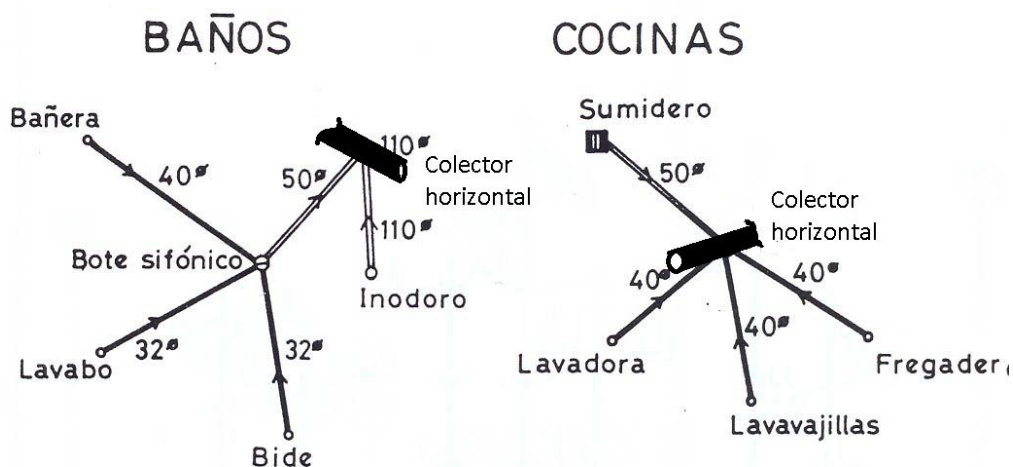 BAÑOS
COCINAS
Bañera
40ø
50ø
110ø
Colector
horizontal
110ø
Bote sifónico
Inodoro
Lavabo
32ø
32ø
Bide
Sumidero
50ø
Colector
horizontal
40ø
40ø
40ø
Lavadora
Fregader
Lavavajillas